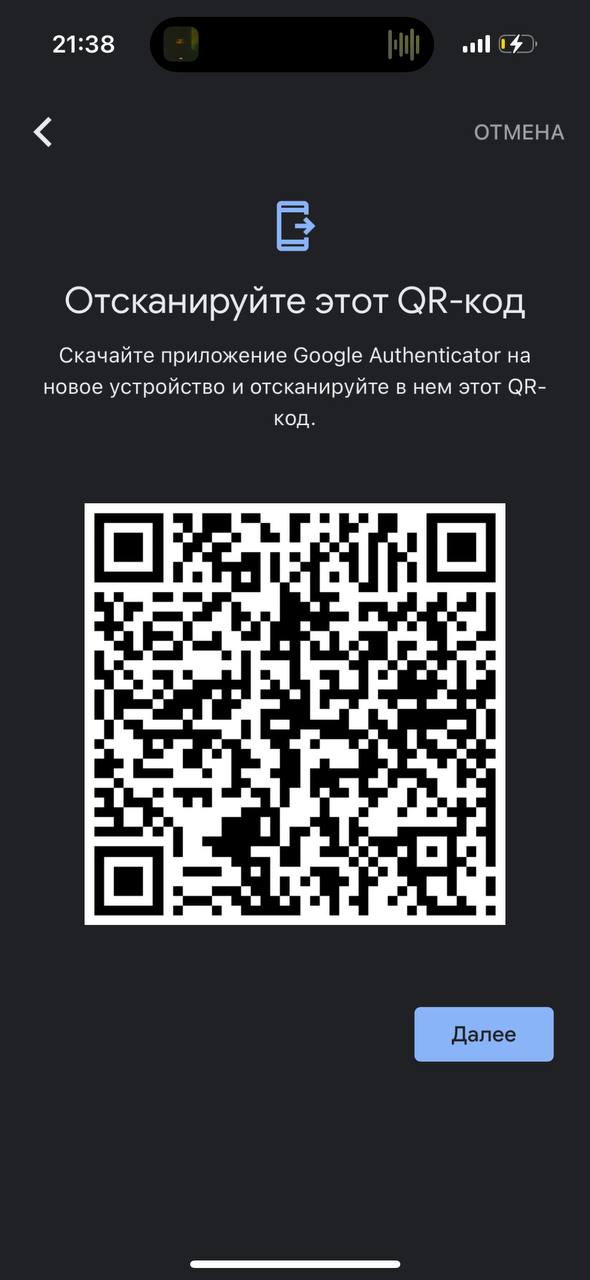 21:38
ОТМЕНА
Отсканируйте этот QR-код
Скачайте приложение Google Authenticator на
новое устройство и отсканируйте в нем этот QR-
код.
Далее